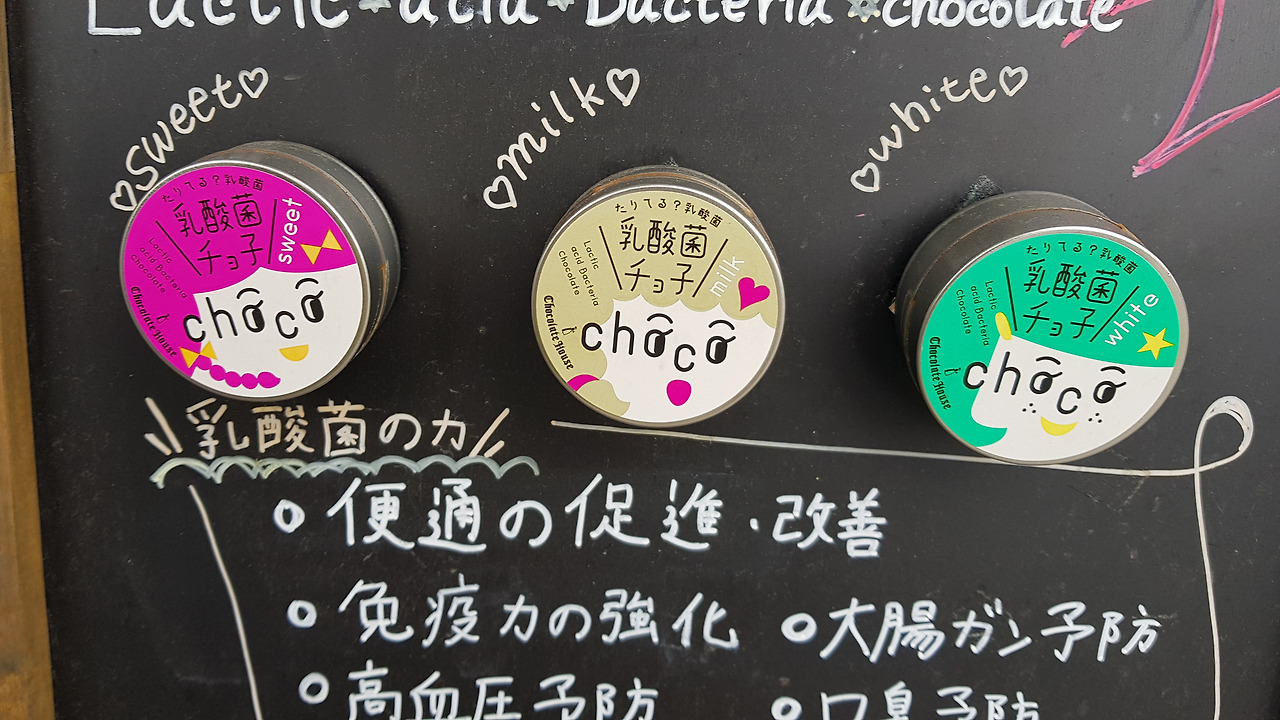 Lactic acid Bacteria chocolate
♡sweet♡
♡milk♡
♡white♡
たりてる?乳酸菌
\乳酸菌
チョ子/
sweet
Lactic
acid Bacteria
chocolate
Chocolate House
choco
たりてる?乳酸菌
\乳酸菌
チョ子/
milk
Lactic
acid Bacteria
chocolate
Chocolate House
choco
たりてる?乳酸菌
\乳酸菌
チョ子/
white
Lactic
acid Bacteria
chocolate
Chocolate House
choco
\\乳酸菌の力//
○便通の促進・改善
○免疫力の強化
○大腸ガン予防
○高血圧予防
○口臭予防